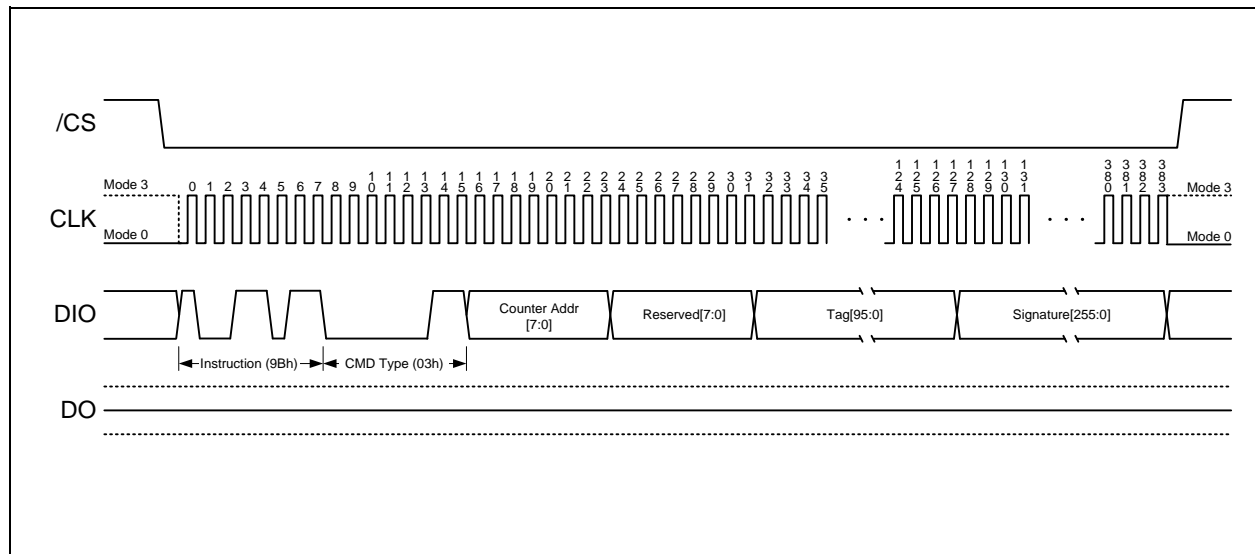 /CS
Mode 3
0 1 2 3 4 5 6 7 8 9 10 11 12 13 14 15 16 17 18 19 20 21 22 23 24 25 26 27 28 29 30 31 32 33 34 35 124 125 126 127 128 129 130 131 380 381 382 383
Mode 3
CLK
. . .
. . .
Mode 0
Mode 0
DIO
Counter Addr
[7:0]
Reserved[7:0]
Tag[95:0]
Signature[255:0]
Instruction (9Bh)
CMD Type (03h)
DO